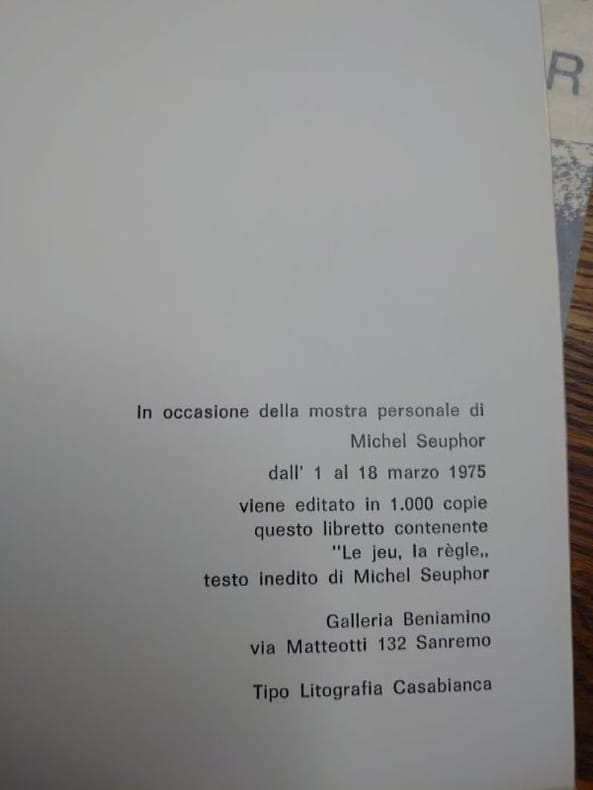 R
In occasione della mostra personale di
Michel Seuphor
dall' 1 al 18 marzo 1975
viene editato in 1.000 copie
questo libretto contenente
"Le jeu, la règle„
testo inedito di Michel Seuphor
Galleria Beniamino
via Matteotti 132 Sanremo
Tipo Litografia Casabianca